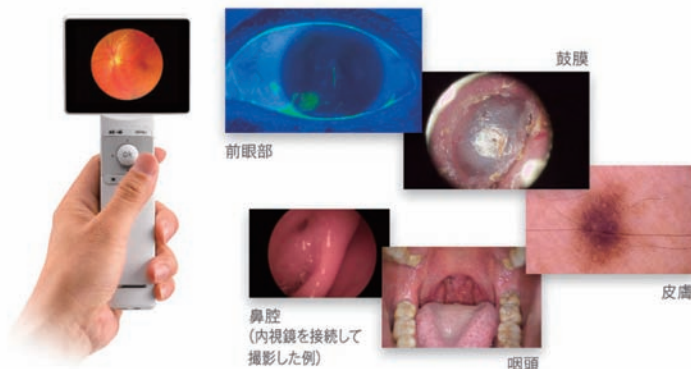 鼓膜
前眼部
皮膚
鼻腔
(内視鏡を接続して
撮影した例)
咽頭